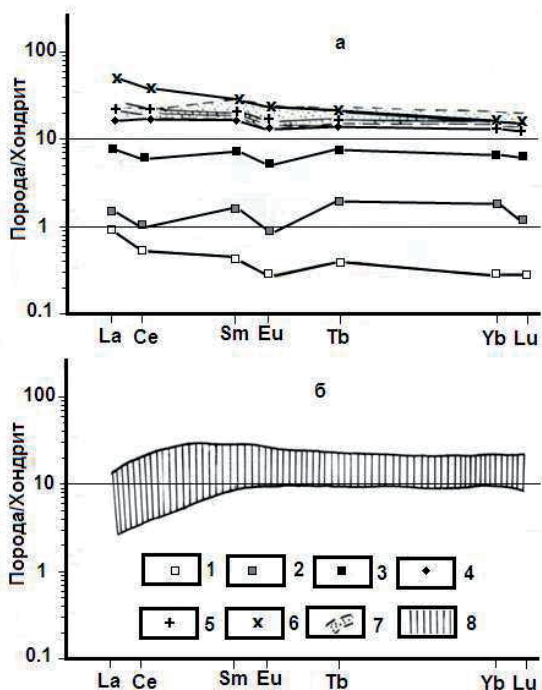 а
100
10
1
0.1
Порода/Хондрит
La Ce Sm Eu Tb Yb Lu
б
100
10
1
0.1
Порода/Хондрит
1 2 3 4
5 6 7 8
La Ce Sm Eu Tb Yb Lu